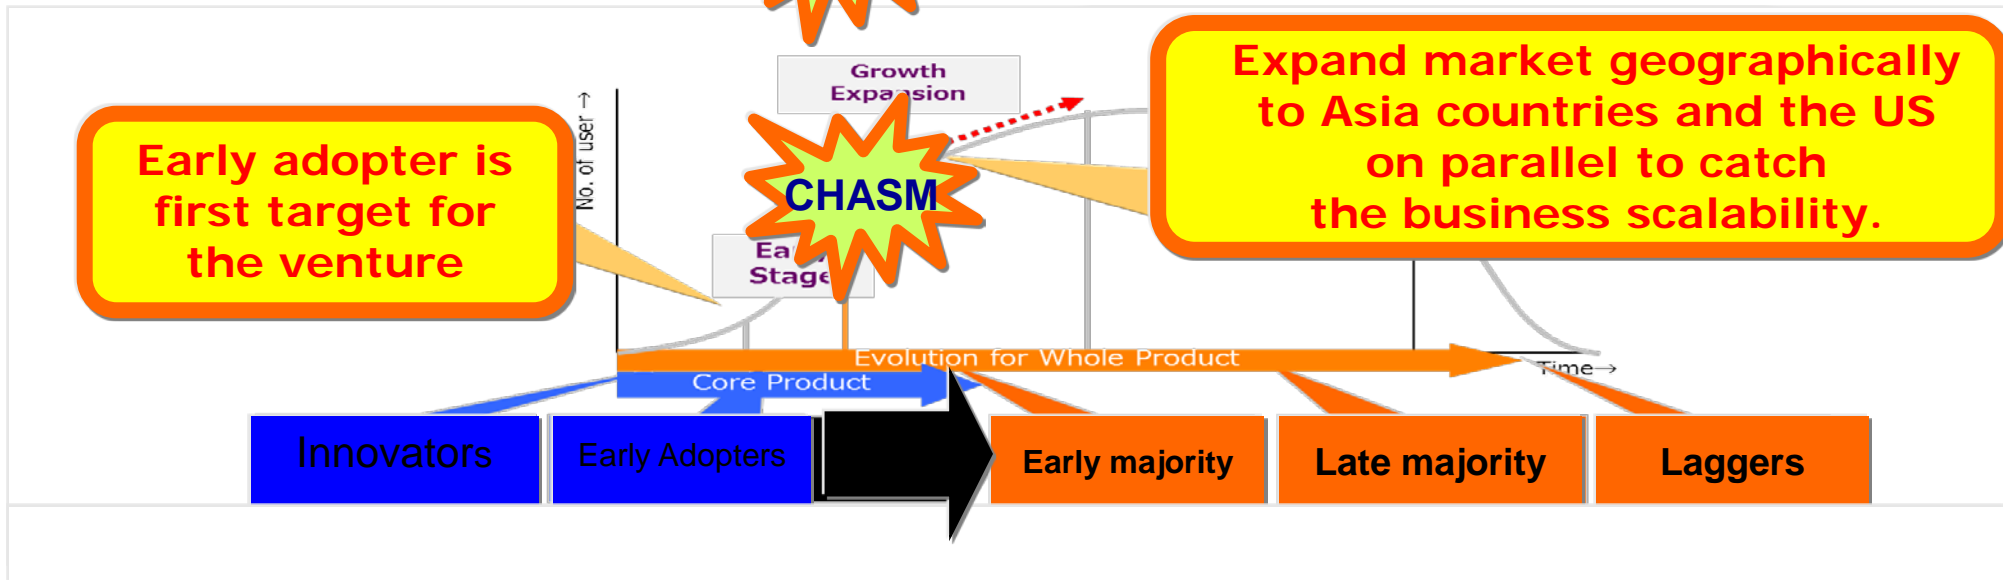 Growth
Expansion
Expand market geographically
to Asia countries and the US
on parallel to catch
the business scalability.
Early adopter is
first target for
the venture
No. of user →
CHASM
Stage
Evolution for Whole Product
Core Product
Time→
Innovators
Early Adopters
Early majority
Late majority
Laggers